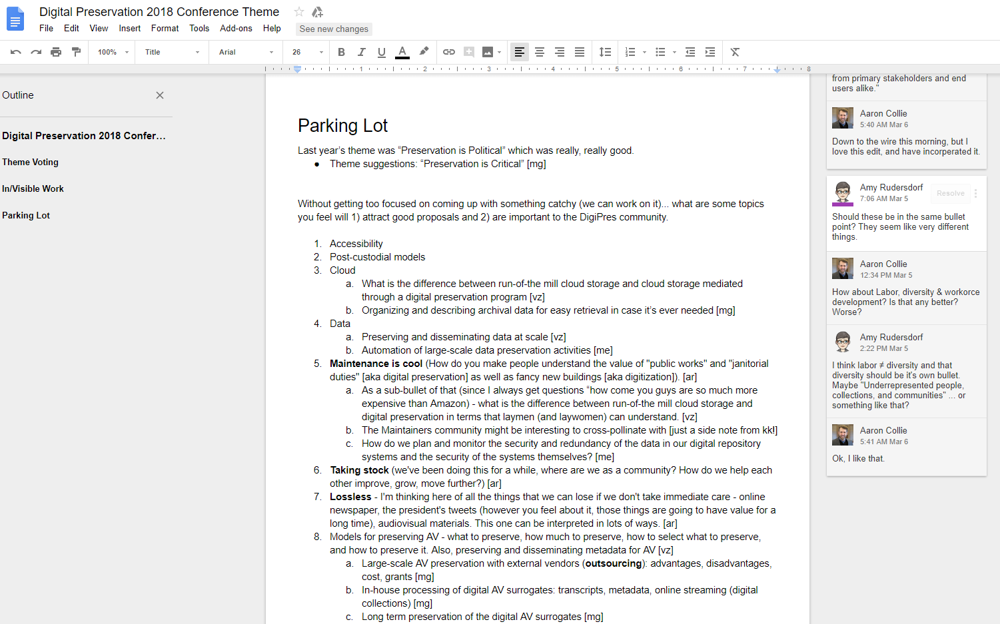 Digital Preservation 2018 Conference Theme
File Edit View Insert Format Tools Add-ons Help See new changes
100% Title Arial 26 B I U A
1 2 3 4 5 6 7 8
Outline
Digital Preservation 2018 Confer...
Theme Voting
In/Visible Work
Parking Lot
Parking Lot
Last year’s theme was “Preservation is Political” which was really, really good.
● Theme suggestions: “Preservation is Critical” [mg]
Without getting too focused on coming up with something catchy (we can work on it)... what are some topics
you feel will 1) attract good proposals and 2) are important to the DigiPres community.
1. Accessibility
2. Post-custodial models
3. Cloud
a. What is the difference between run-of-the mill cloud storage and cloud storage mediated
through a digital preservation program [vz]
b. Organizing and describing archival data for easy retrieval in case it’s ever needed [mg]
4. Data
a. Preserving and disseminating data at scale [vz]
b. Automation of large-scale data preservation activities [me]
5. Maintenance is cool (How do you make people understand the value of "public works" and "janitorial
duties" [aka digital preservation] as well as fancy new buildings [aka digitization]). [ar]
a. As a sub-bullet of that (since I always get questions “how come you guys are so much more
expensive than Amazon) - what is the difference between run-of-the mill cloud storage and
digital preservation in terms that laymen (and laywomen) can understand. [vz]
b. The Maintainers community might be interesting to cross-pollinate with [just a side note from kk!]
c. How do we plan and monitor the security and redundancy of the data in our digital repository
systems and the security of the systems themselves? [me]
6. Taking stock (we've been doing this for a while, where are we as a community? How do we help each
other improve, grow, move further?) [ar]
7. Lossless - I'm thinking here of all the things that we can lose if we don't take immediate care - online
newspaper, the president's tweets (however you feel about it, those things are going to have value for a
long time), audiovisual materials. This one can be interpreted in lots of ways. [ar]
8. Models for preserving AV - what to preserve, how much to preserve, how to select what to preserve,
and how to preserve it. Also, preserving and disseminating metadata for AV [vz]
a. Large-scale AV preservation with external vendors (outsourcing): advantages, disadvantages,
cost, grants [mg]
b. In-house processing of digital AV surrogates: transcripts, metadata, online streaming (digital
collections) [mg]
c. Long term preservation of the digital AV surrogates [mg]
from primary stakeholders and end
users alike."
Aaron Collie
5:40 AM Mar 6
Down to the wire this morning, but I
love this edit, and have incorperated it.
Amy Rudersdorf
7:06 AM Mar 5
Resolve
Should these be in the same bullet
point? They seem like very different
things.
Aaron Collie
12:34 PM Mar 5
How about Labor, diversity & workorce
development? Is that any better?
Worse?
Amy Rudersdorf
2:22 PM Mar 5
I think labor ≠ diversity and that
diversity should be it's own bullet.
Maybe "Underrepresented people,
collections, and communities" ... or
something like that?
Aaron Collie
5:41 AM Mar 6
Ok, I like that.